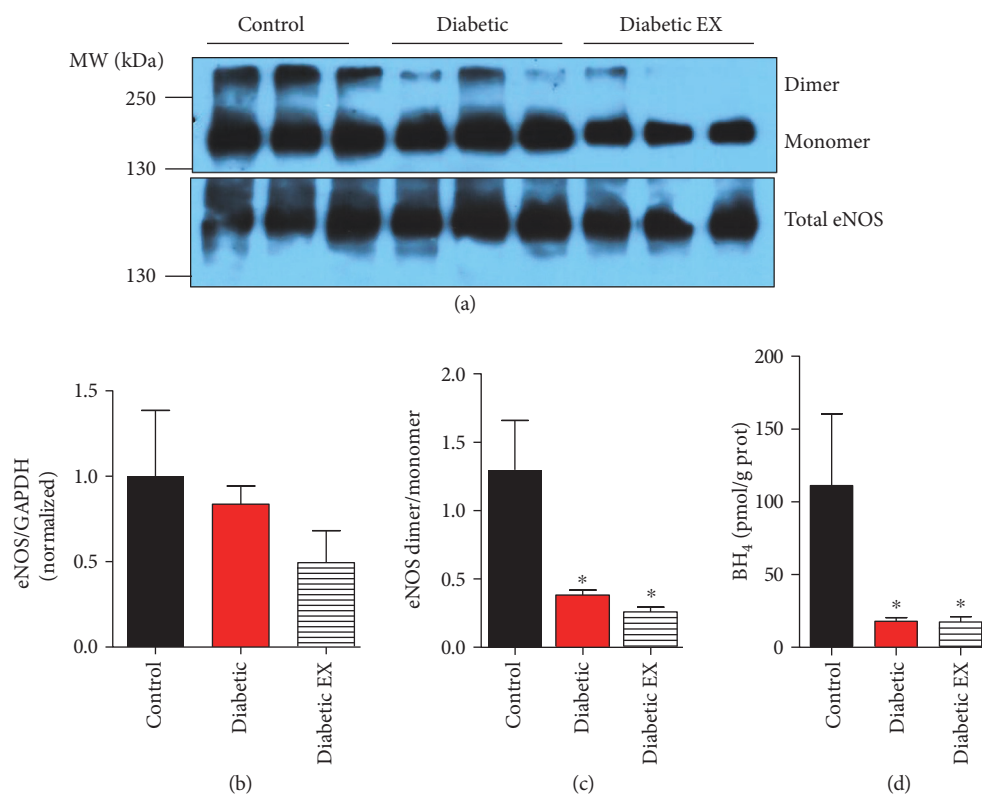 Control Diabetic Diabetic EX
MW (kDa)
Dimer
250
Monomer
130
Total eNOS
130
(a)
eNOS/GAPDH
(normalized)
1.5
1.0
0.5
0.0
Control
Diabetic
Diabetic EX
(b)
eNOS dimer/monomer
2.0
1.5
1.0
0.5
0.0
*
*
Control
Diabetic
Diabetic EX
(c)
BH₄ (pmol/g prot)
200
150
100
50
0
*
*
Control
Diabetic
Diabetic EX
(d)